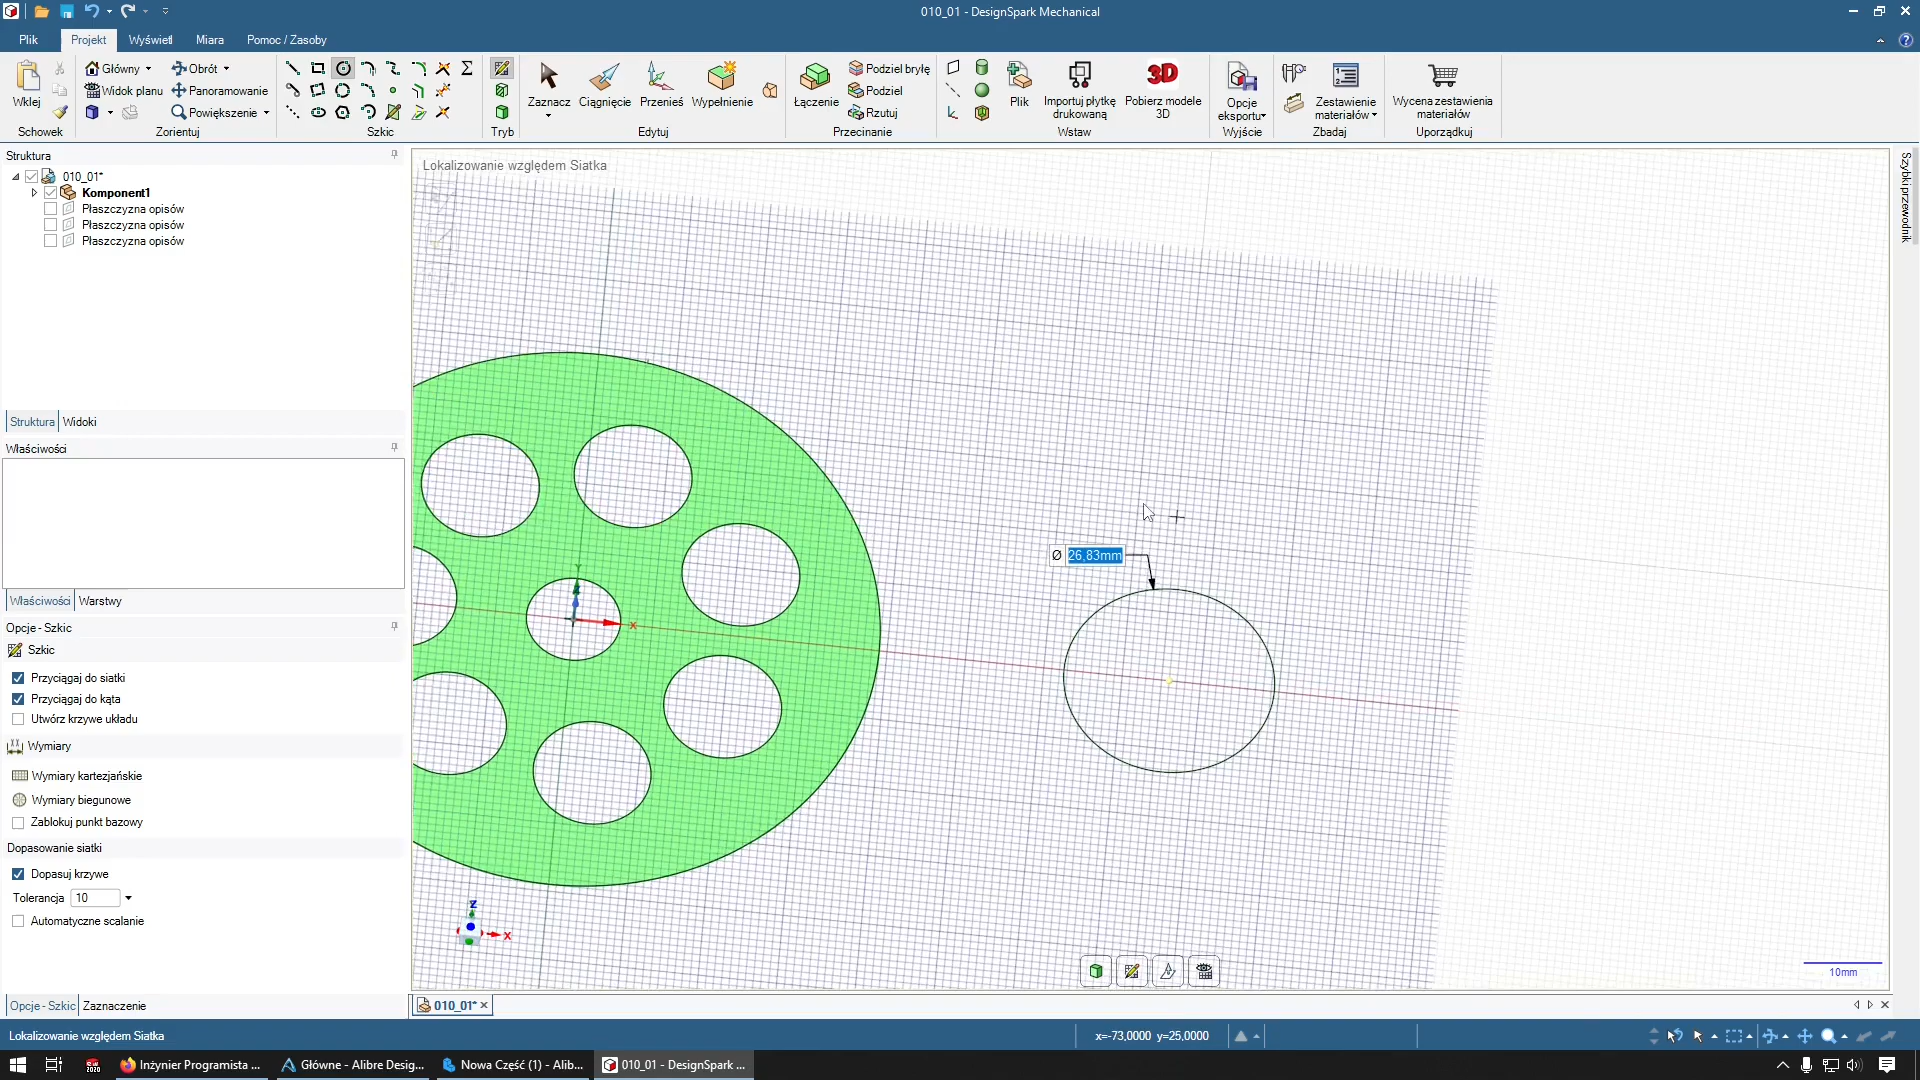 010_01 - DesignSpark Mechanical
Plik
Projekt
Wyświetl
Miara
Pomoc / Zasoby
Wklej
Schowek
Główny
Widok planu
Obrót
Panoramowanie
Powiększenie
Zorientuj
Szkic
Tryb
Zaznacz
Ciągnięcie
Przenieś
Wypełnienie
Edytuj
Łączenie
Podziel bryłę
Podziel
Rzutuj
Przecinanie
Plik
Importuj płytkę
drukowaną
Pobierz modele
3D
Wstaw
Opcje
eksportu
Wyjście
Zestawienie
materiałów
Zbadaj
Wycena zestawienia
materiałów
Uporządkuj
Struktura
010_01*
Komponent1
Płaszczyzna opisów
Płaszczyzna opisów
Płaszczyzna opisów
Struktura
Widoki
Właściwości
Właściwości
Warstwy
Opcje - Szkic
Szkic
Przyciągaj do siatki
Przyciągaj do kąta
Utwórz krzywe układu
Wymiary
Wymiary kartezjańskie
Wymiary biegunowe
Zablokuj punkt bazowy
Dopasowanie siatki
Dopasuj krzywe
Tolerancja 10
Automatyczne scalanie
Opcje - Szkic
Zaznaczenie
Lokalizowanie względem Siatka
Ø 26,83mm
Y
X
Z
X
10mm
Szybki przewodnik
010_01*
Lokalizowanie względem Siatka
x=-73,0000 y=25,0000
Inżynier Programista ...
Główne - Alibre Desig...
Nowa Część (1) - Alib...
010_01 - DesignSpark ...